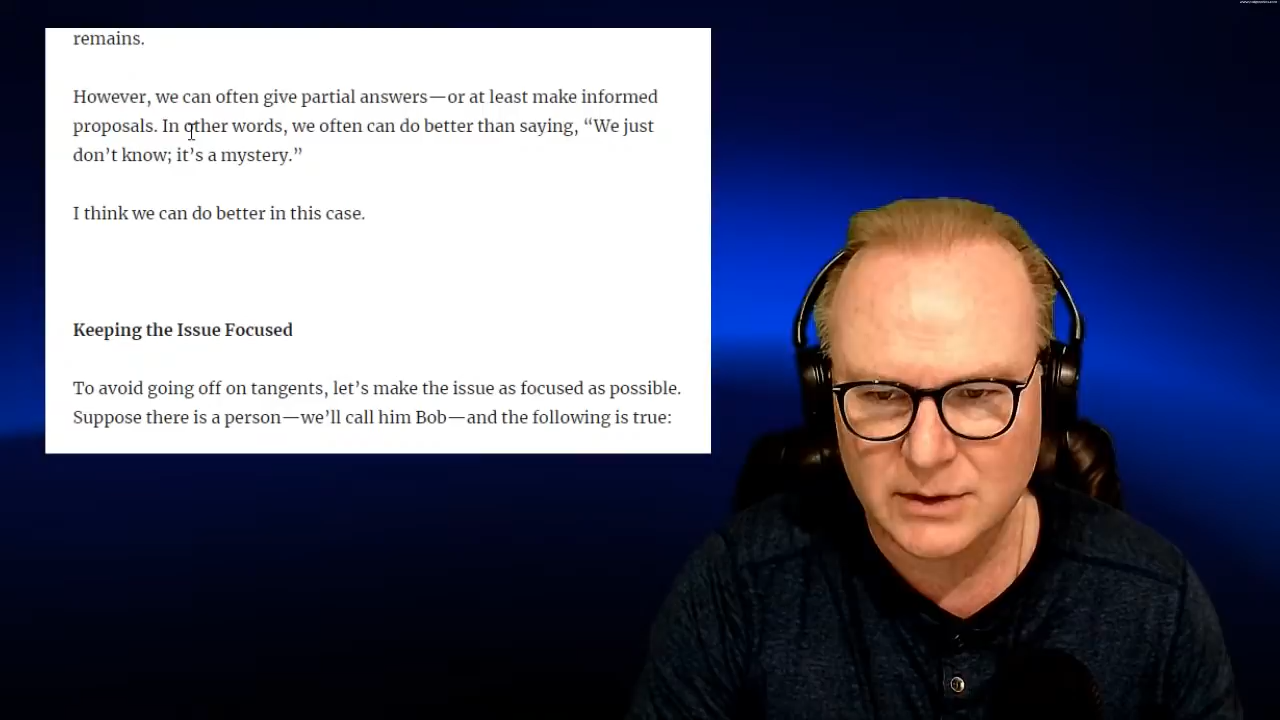 remains.
However, we can often give partial answers—or at least make informed
proposals. In other words, we often can do better than saying, “We just
don’t know; it’s a mystery.”
I think we can do better in this case.
Keeping the Issue Focused
To avoid going off on tangents, let’s make the issue as focused as possible.
Suppose there is a person—we’ll call him Bob—and the following is true: